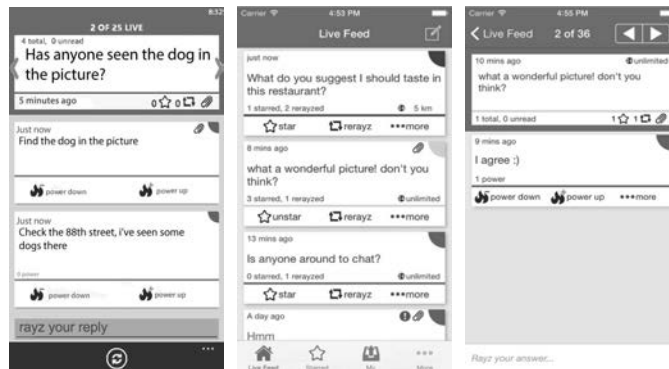 8:32
2 OF 25 LIVE
4 total, 0 unread
Has anyone seen the dog in
the picture?
5 minutes ago
0 0
Just now
Find the dog in the picture
power down power up
Just now
Check the 88th street, i've seen some
dogs there
0 power
power down power up
rayz your reply
...
Carrier 4:53 PM
Live Feed
just now
What do you suggest I should taste in
this restaurant?
1 starred, 2 rerayzed 5 km
star rerayz •••more
8 mins ago
what a wonderful picture! don't you
think?
3 starred, 1 rerayzed unlimited
unstar rerayz •••more
13 mins ago
Is anyone around to chat?
0 starred, 1 rerayzed unlimited
star rerayz •••more
A day ago
Hmm
Live Feed Starred My More
Carrier 4:55 PM
Live Feed 2 of 36
10 mins ago unlimited
what a wonderful picture! don't you
think?
1 total, 0 unread 1 1
9 mins ago
I agree :)
1 power
power down power up •••more
Rayz your answer...